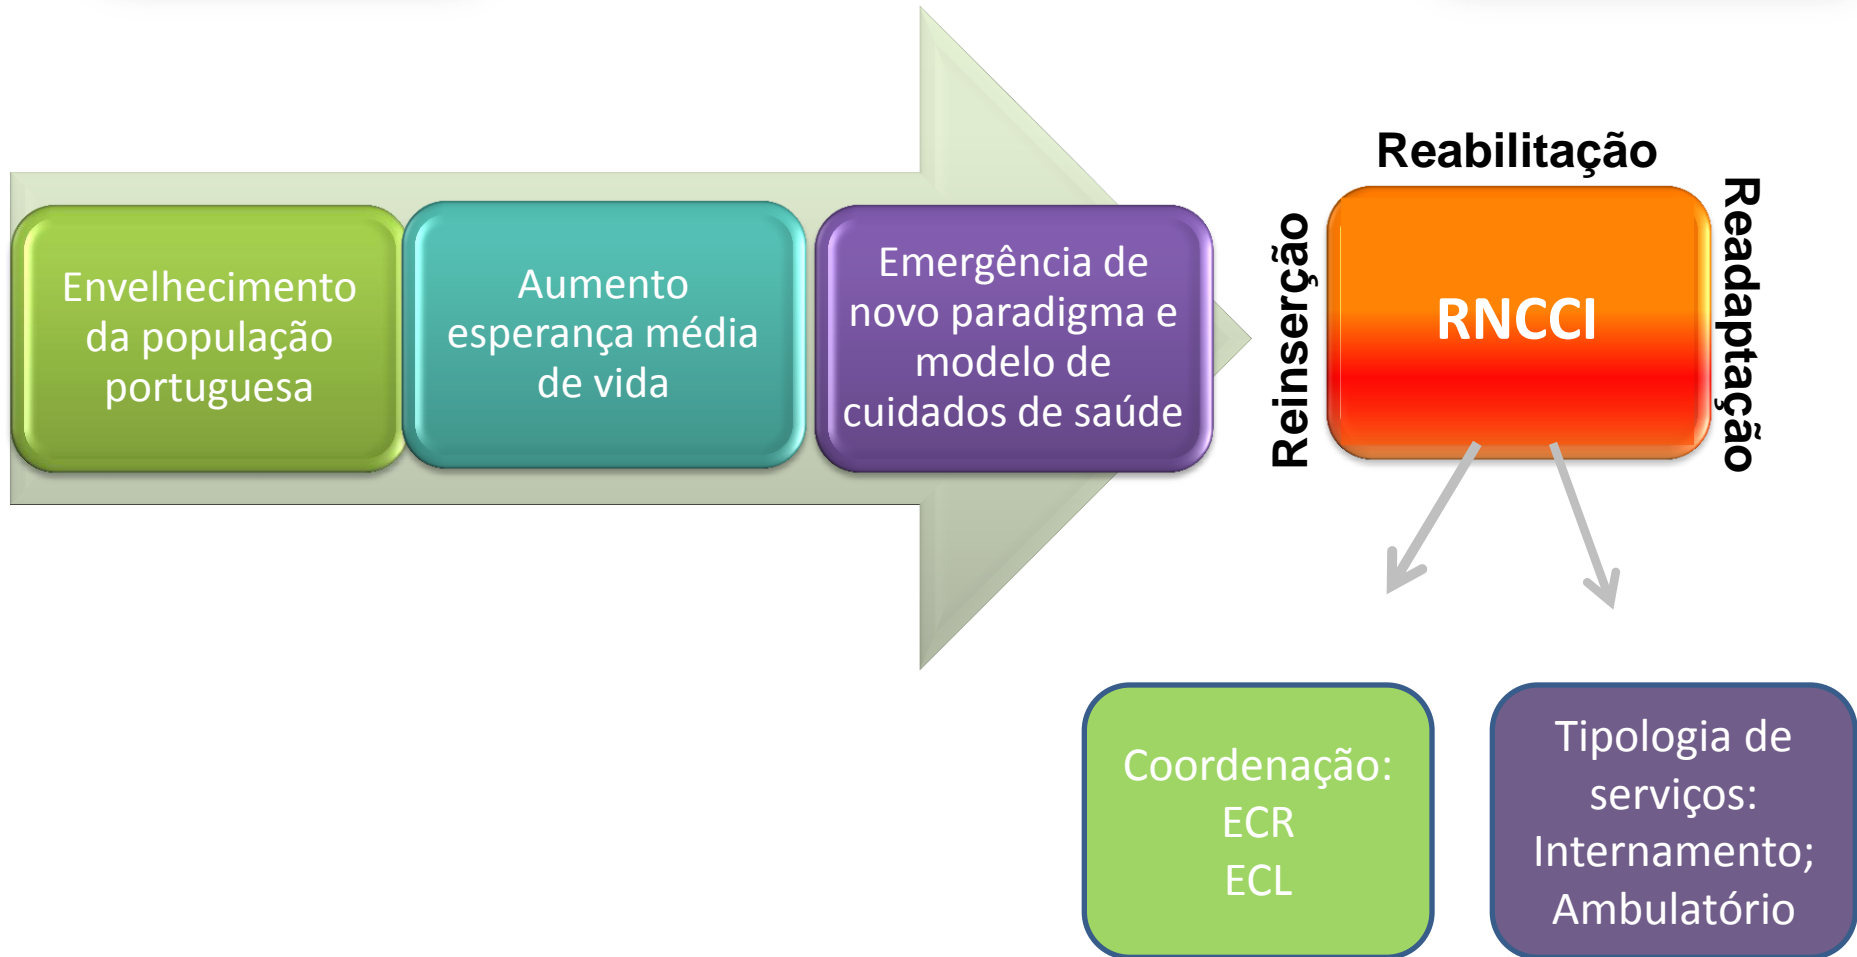 Envelhecimento
da população
portuguesa
Aumento
esperança média
de vida
Emergência de
novo paradigma e
modelo de
cuidados de saúde
Reabilitação
Reinserção
RNCCI
Readaptação
Coordenação:
ECR
ECL
Tipologia de
serviços:
Internamento;
Ambulatório